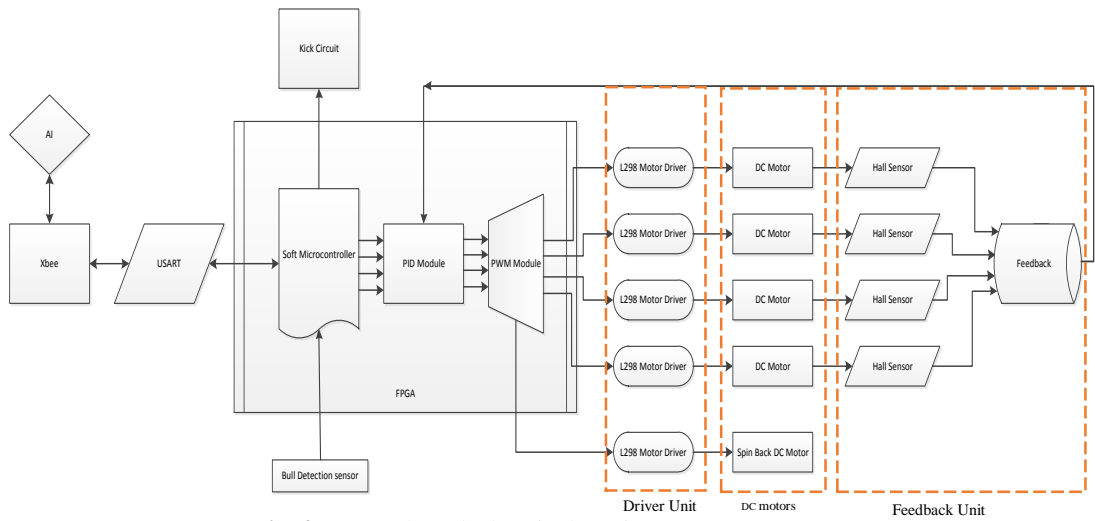 Kick Circuit
AI
Xbee
USART
Soft Microcontroller
PID Module
PWM Module
FPGA
Bull Detection sensor
L298 Motor Driver
DC Motor
Hall Sensor
L298 Motor Driver
DC Motor
Hall Sensor
Feedback
L298 Motor Driver
DC Motor
Hall Sensor
L298 Motor Driver
DC Motor
Hall Sensor
L298 Motor Driver
Spin Back DC Motor
Driver Unit
DC motors
Feedback Unit